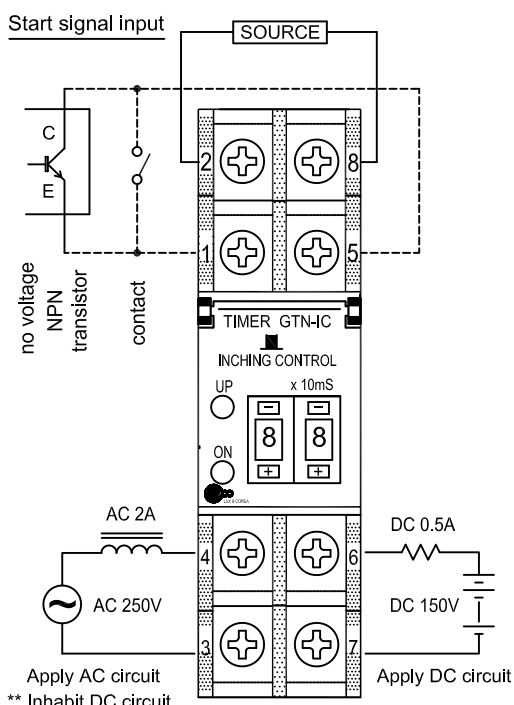 Start signal input
SOURCE
C
E
2
8
1
5
no voltage
NPN
transistor
contact
TIMER GTN-IC
INCHING CONTROL
UP
x 10mS
8
8
ON
AC 2A
DC 0.5A
4
6
AC 250V
DC 150V
3
7
Apply AC circuit
Apply DC circuit
** Inhabit DC circuit